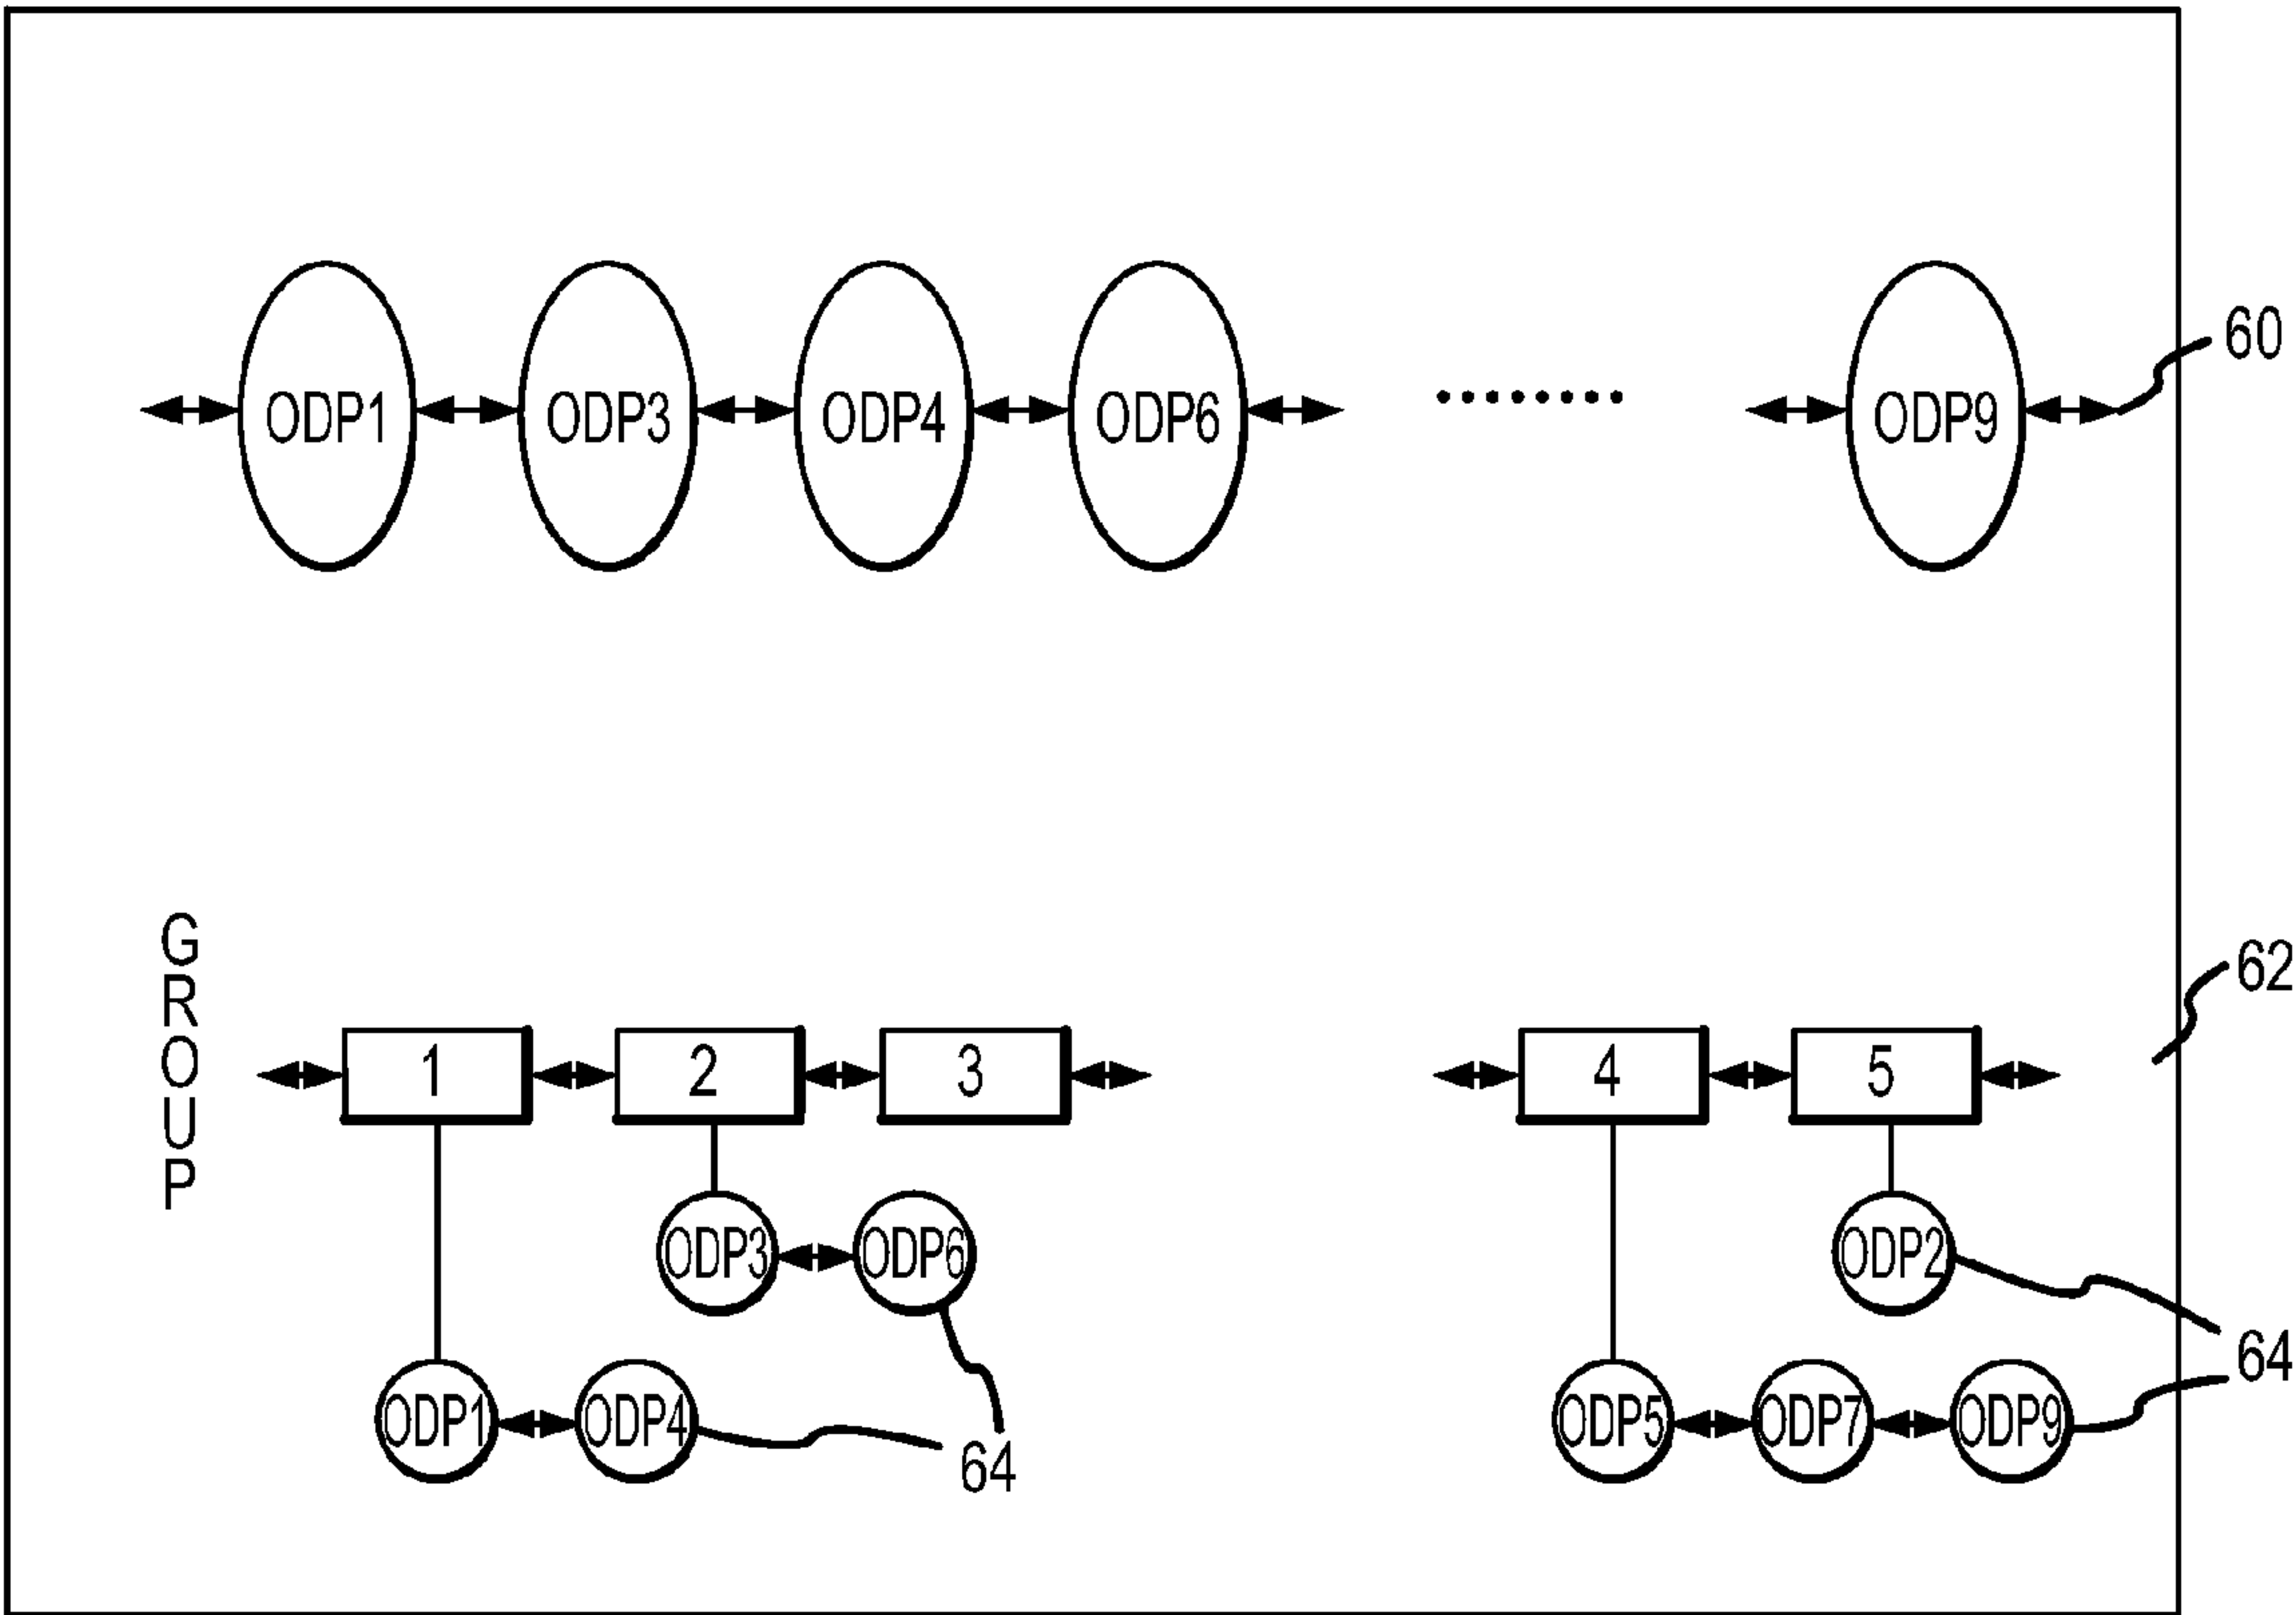 ODP1 ODP3 ODP4 ODP6 ........ ODP9
60
GROUP
62
1 2 3 4 5
ODP3 ODP6 ODP2
64
ODP1 ODP4 ODP5 ODP7 ODP9
64